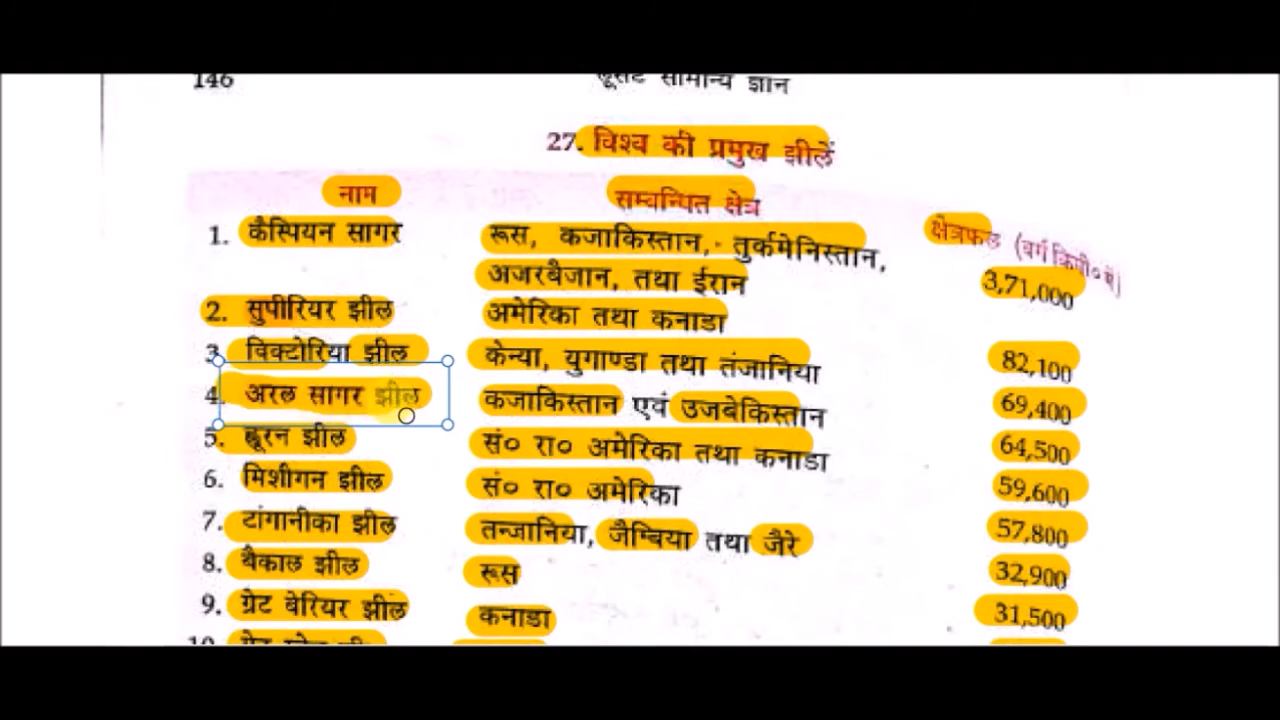 146 सामान्य ज्ञान
27. विश्व की प्रमुख झीलें
नाम सम्बन्धित क्षेत्र क्षेत्रफल (वर्ग किमी० में)
1. कैस्पियन सागर रूस, कजाकिस्तान, तुर्कमेनिस्तान,
अजरबैजान, तथा ईरान 3,71,000
2. सुपीरियर झील अमेरिका तथा कनाडा 82,100
3. विक्टोरिया झील केन्या, युगाण्डा तथा तंजानिया 69,400
4. अरल सागर झील कजाकिस्तान एवं उजबेकिस्तान 64,500
5. ह्यूरन झील सं० रा० अमेरिका तथा कनाडा 59,600
6. मिशीगन झील सं० रा० अमेरिका 57,800
7. टांगानीका झील तन्जानिया, जैम्बिया तथा जैरे 32,900
8. बैकाल झील रूस 31,500
9. ग्रेट बेरियर झील कनाडा